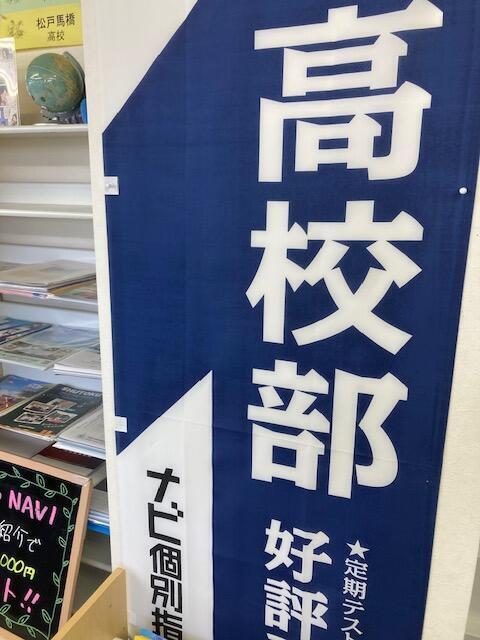 松戸馬橋
高校
高校部
★定期テス
好評
ナビ個別指
NAVI
紹介で
000円
ト!!